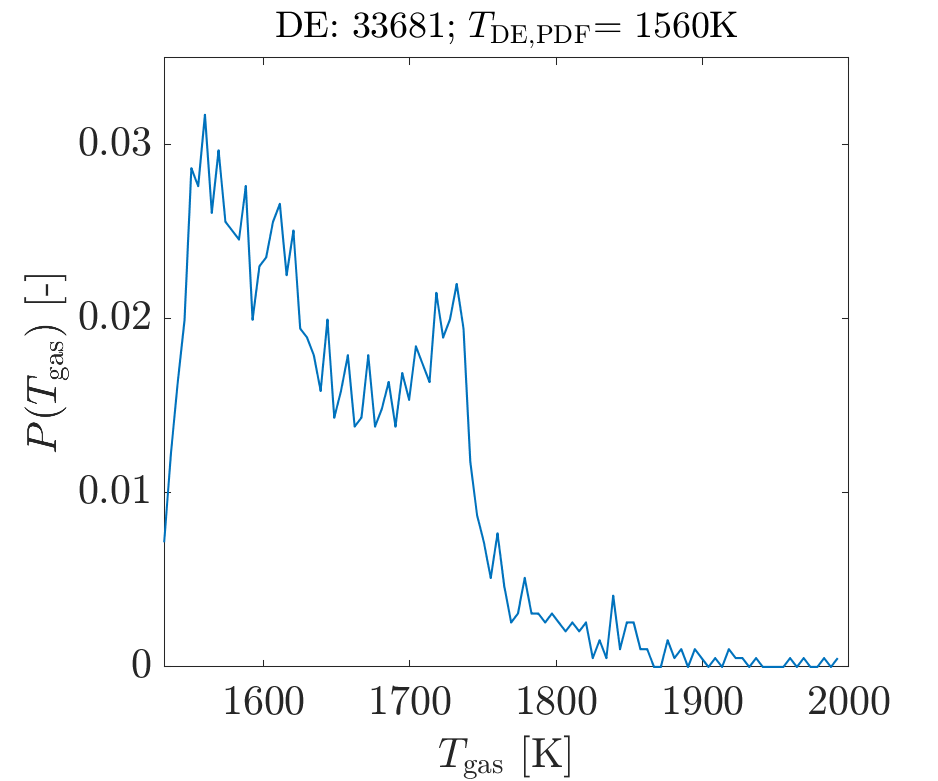 DE: 33681; T_DE,PDF= 1560K
0.03
0.02
0.01
0
P(T_gas) [-]
1600 1700 1800 1900 2000
T_gas [K]